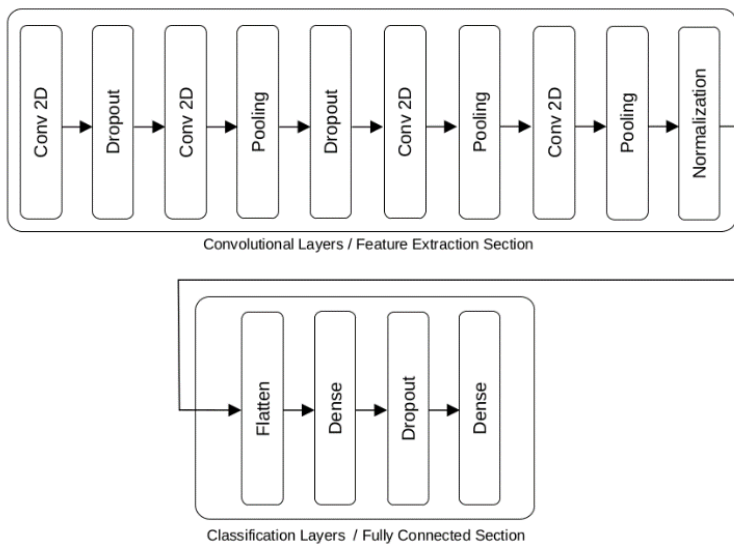 Conv 2D
Dropout
Conv 2D
Pooling
Dropout
Conv 2D
Pooling
Conv 2D
Pooling
Normalization
Convolutional Layers / Feature Extraction Section
Flatten
Dense
Dropout
Dense
Classification Layers / Fully Connected Section